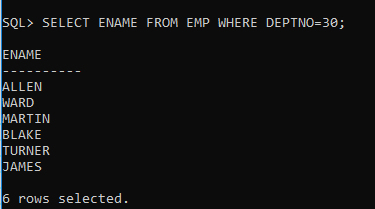 SQL> SELECT ENAME FROM EMP WHERE DEPTNO=30;
ENAME
----------
ALLEN
WARD
MARTIN
BLAKE
TURNER
JAMES
6 rows selected.